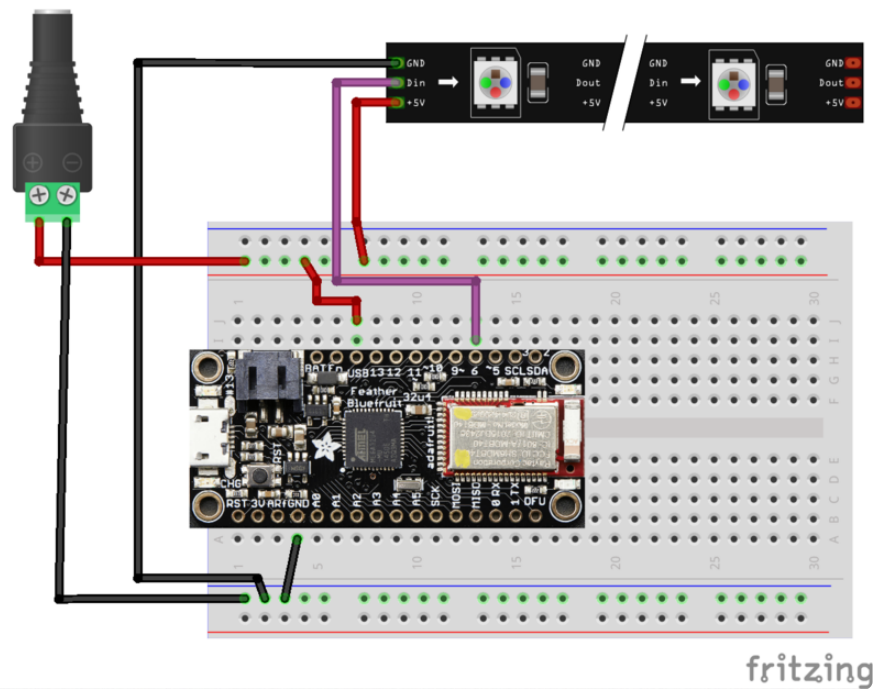 GND GND GND GND
Din Dout Din Dout
+5V +5V +5V +5V
+ −
1 10 15 25 30
J J
I I
H
G
F
BATEn USB 13 12 11 ~10 9~ 6 ~5 SCL SDA
Feather 32u4
Bluefruit
adafruit!
RST
CHG
RST 3V ARf GND A0 A1 A2 A3 A4 A5 SCK MOSI MISO 0 RX 1 TX DFU
E
D
C
B
A A
1 5 10 15 20 25 30
fritzing